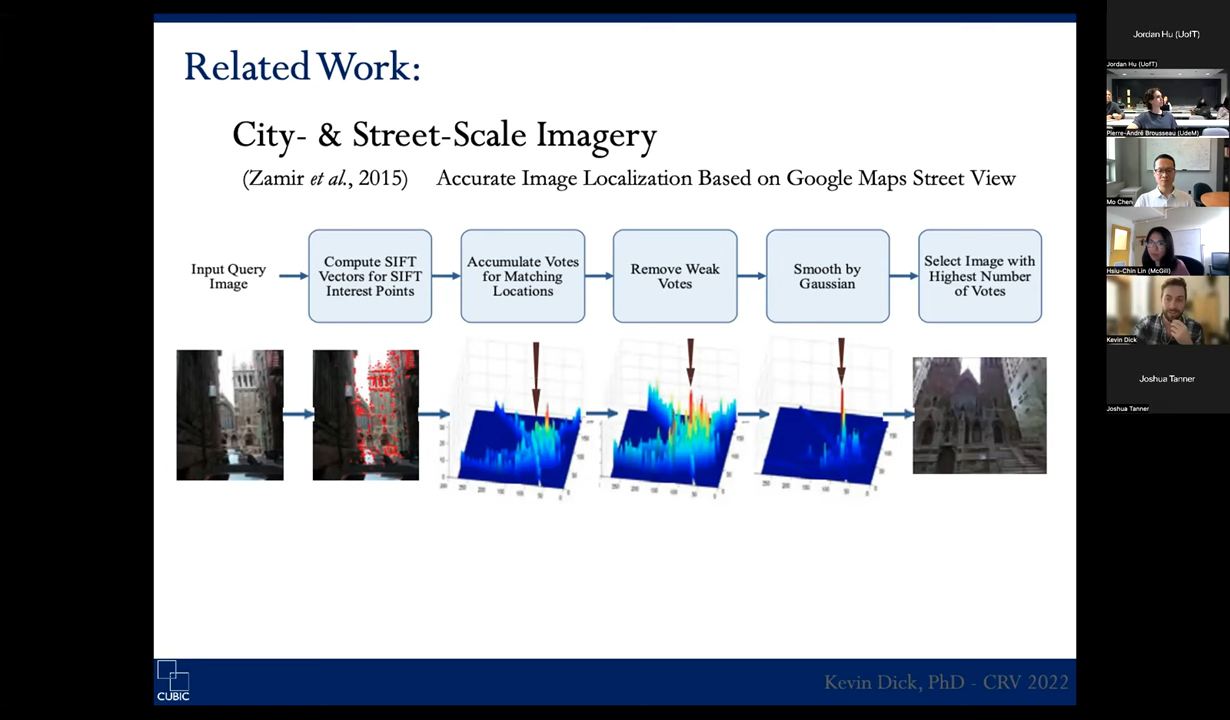 Related Work:
City- & Street-Scale Imagery
(Zamir et al., 2015) Accurate Image Localization Based on Google Maps Street View
Input Query
Image
Compute SIFT
Vectors for SIFT
Interest Points
Accumulate Votes
for Matching
Locations
Remove Weak
Votes
Smooth by
Gaussian
Select Image with
Highest Number
of Votes
CUBIC
Kevin Dick, PhD - CRV 2022
Jordan Hu (UofT)
Jordan Hu (UofT)
Pierre-André Brousseau (UdeM)
Mo Chen
Hsiu-Chin Lin (McGill)
Kevin Dick
Joshua Tanner
Joshua Tanner